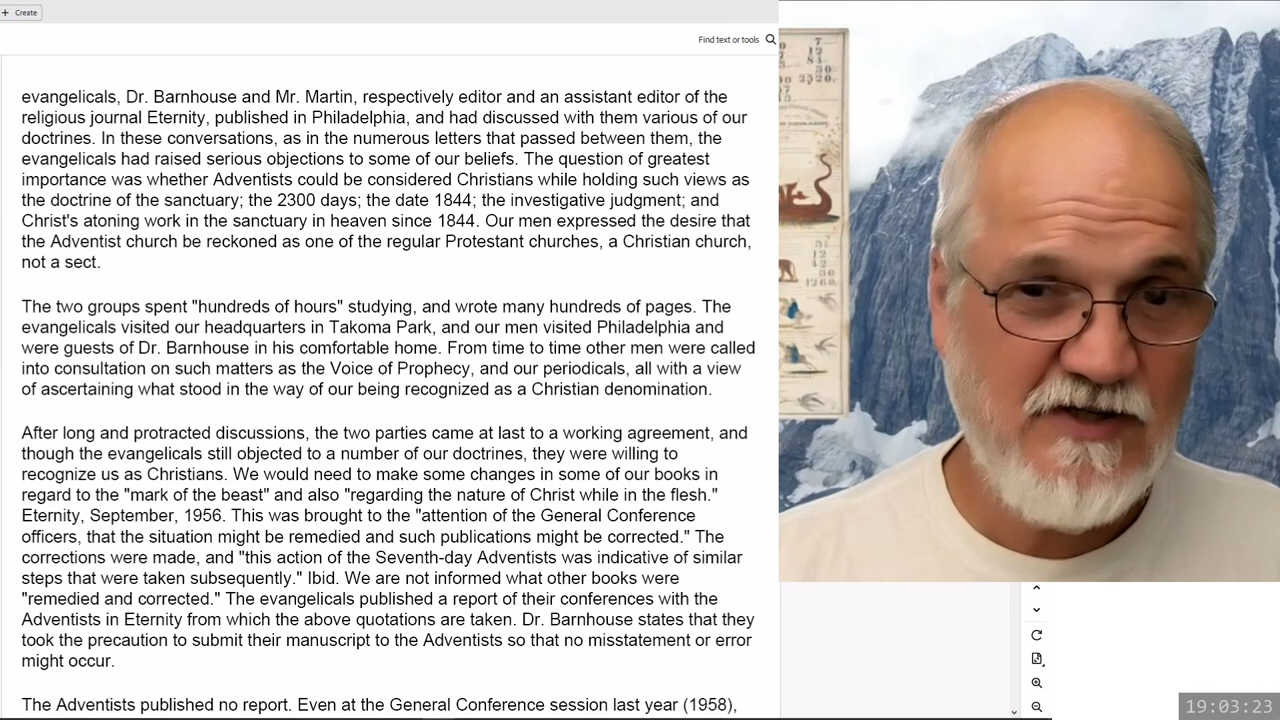 + Create
Find text or tools
evangelicals, Dr. Barnhouse and Mr. Martin, respectively editor and an assistant editor of the
religious journal Eternity, published in Philadelphia, and had discussed with them various of our
doctrines. In these conversations, as in the numerous letters that passed between them, the
evangelicals had raised serious objections to some of our beliefs. The question of greatest
importance was whether Adventists could be considered Christians while holding such views as
the doctrine of the sanctuary; the 2300 days; the date 1844; the investigative judgment; and
Christ's atoning work in the sanctuary in heaven since 1844. Our men expressed the desire that
the Adventist church be reckoned as one of the regular Protestant churches, a Christian church,
not a sect.
The two groups spent "hundreds of hours" studying, and wrote many hundreds of pages. The
evangelicals visited our headquarters in Takoma Park, and our men visited Philadelphia and
were guests of Dr. Barnhouse in his comfortable home. From time to time other men were called
into consultation on such matters as the Voice of Prophecy, and our periodicals, all with a view
of ascertaining what stood in the way of our being recognized as a Christian denomination.
After long and protracted discussions, the two parties came at last to a working agreement, and
though the evangelicals still objected to a number of our doctrines, they were willing to
recognize us as Christians. We would need to make some changes in some of our books in
regard to the "mark of the beast" and also "regarding the nature of Christ while in the flesh."
Eternity, September, 1956. This was brought to the "attention of the General Conference
officers, that the situation might be remedied and such publications might be corrected." The
corrections were made, and "this action of the Seventh-day Adventists was indicative of similar
steps that were taken subsequently." Ibid. We are not informed what other books were
"remedied and corrected." The evangelicals published a report of their conferences with the
Adventists in Eternity from which the above quotations are taken. Dr. Barnhouse states that they
took the precaution to submit their manuscript to the Adventists so that no misstatement or error
might occur.
The Adventists published no report. Even at the General Conference session last year (1958),
19:03:23